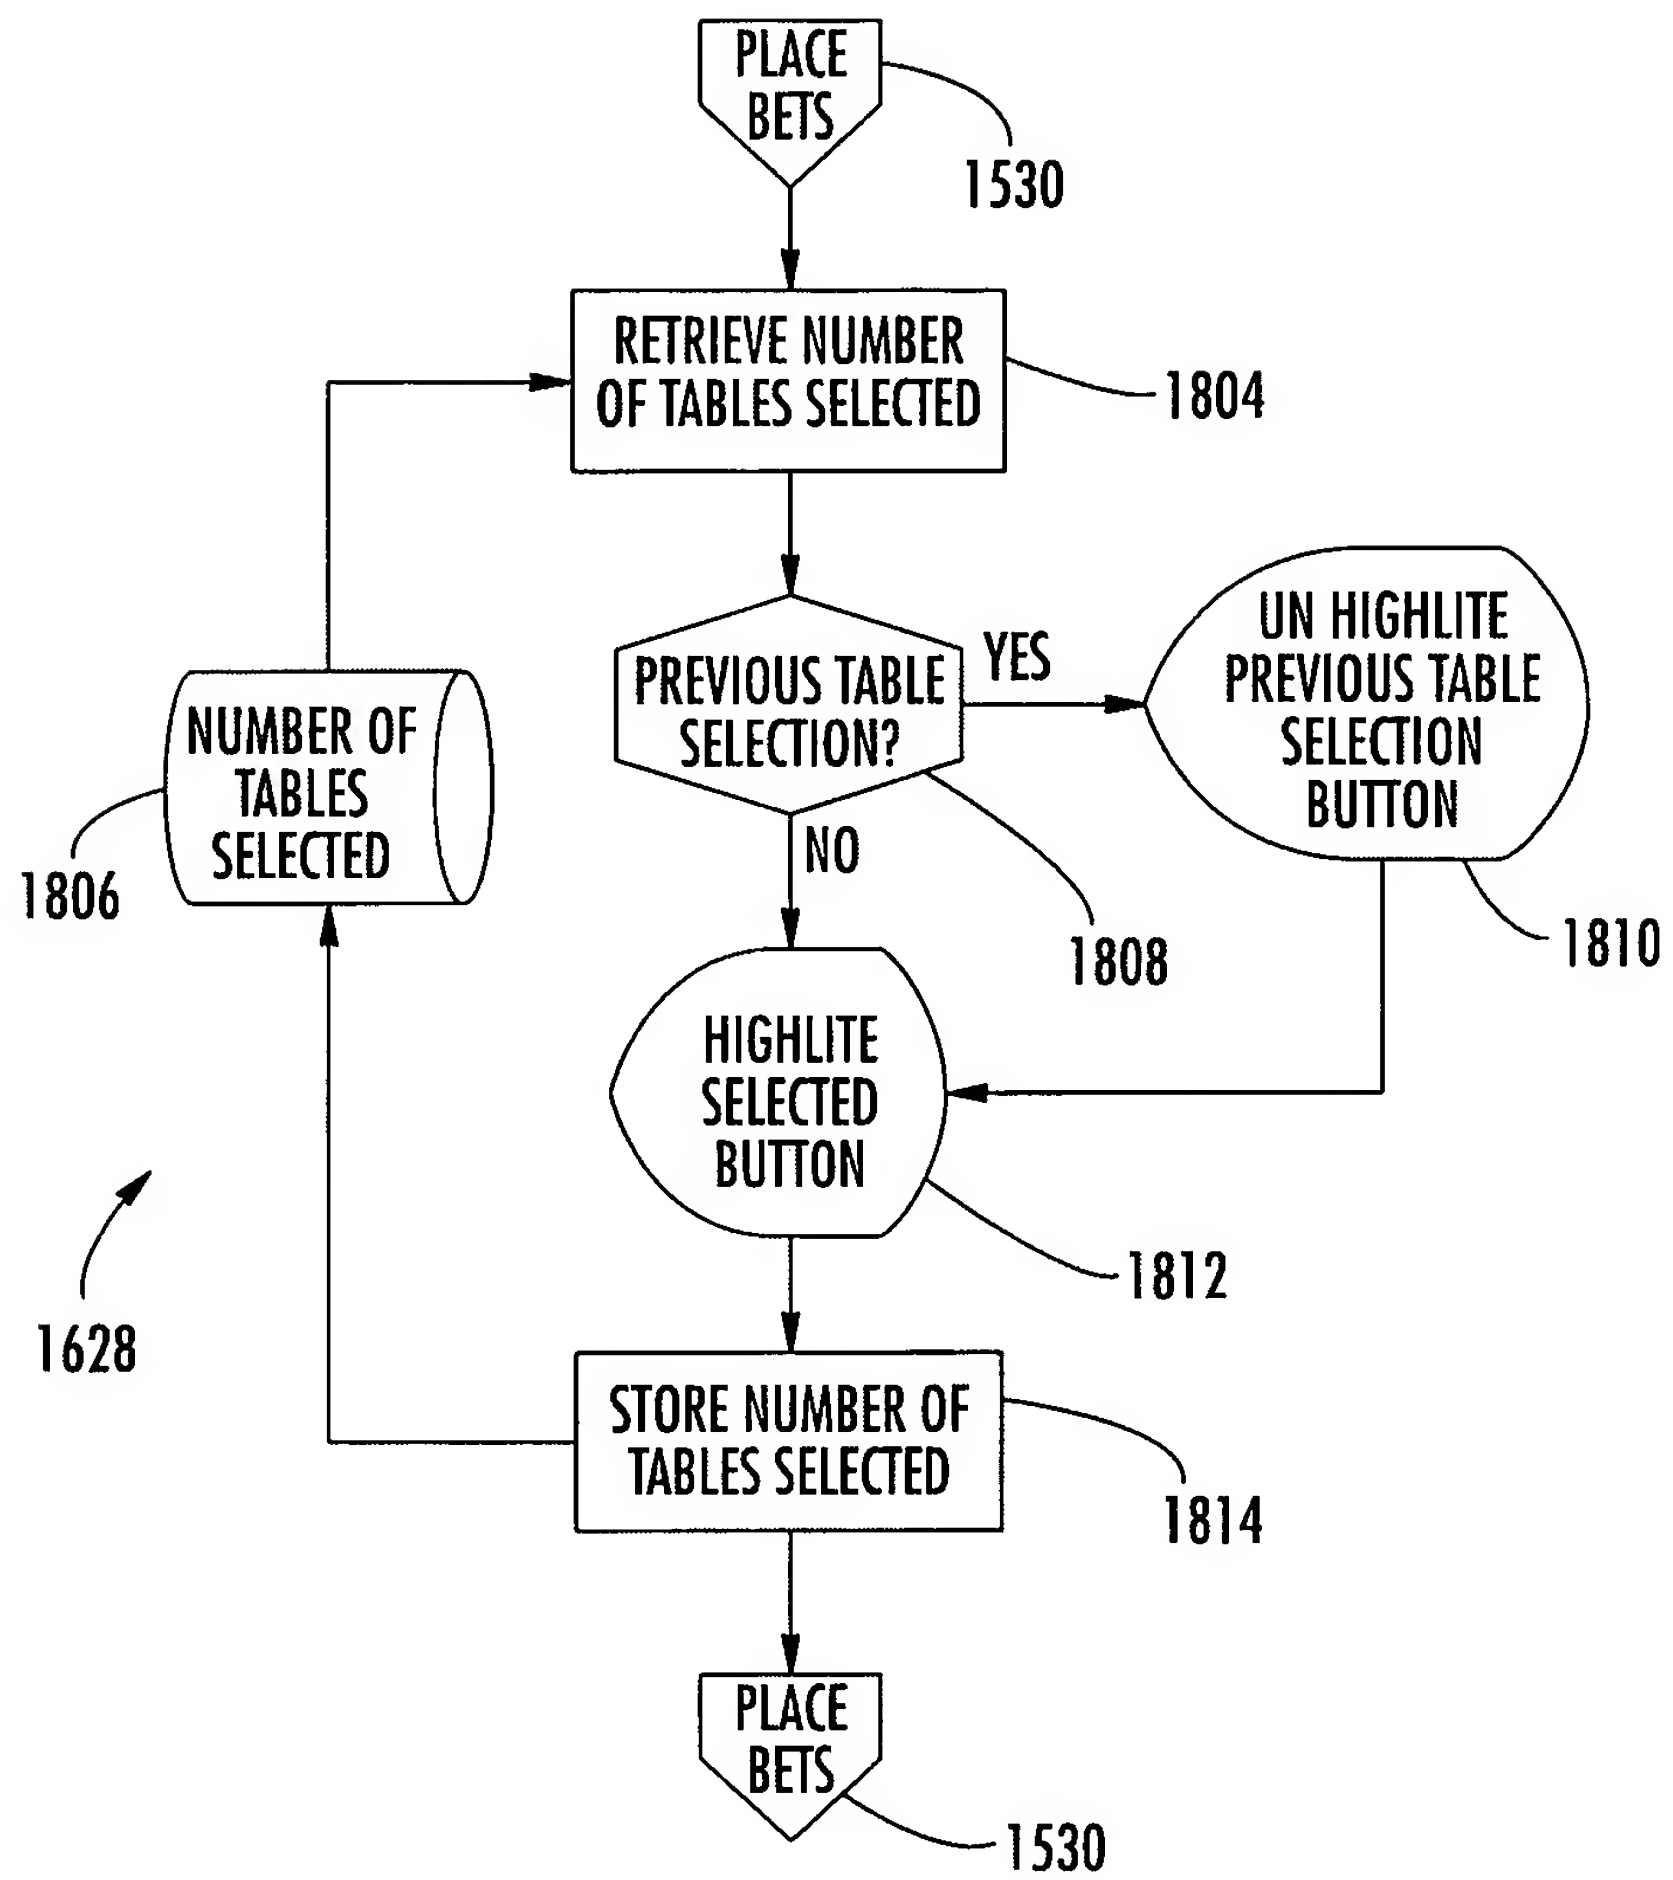 PLACE
BETS
1530
RETRIEVE NUMBER
OF TABLES SELECTED
1804
PREVIOUS TABLE
SELECTION?
YES
NO
1808
UN HIGHLITE
PREVIOUS TABLE
SELECTION
BUTTON
1810
NUMBER OF
TABLES
SELECTED
1806
HIGHLITE
SELECTED
BUTTON
1812
1628
STORE NUMBER OF
TABLES SELECTED
1814
PLACE
BETS
1530